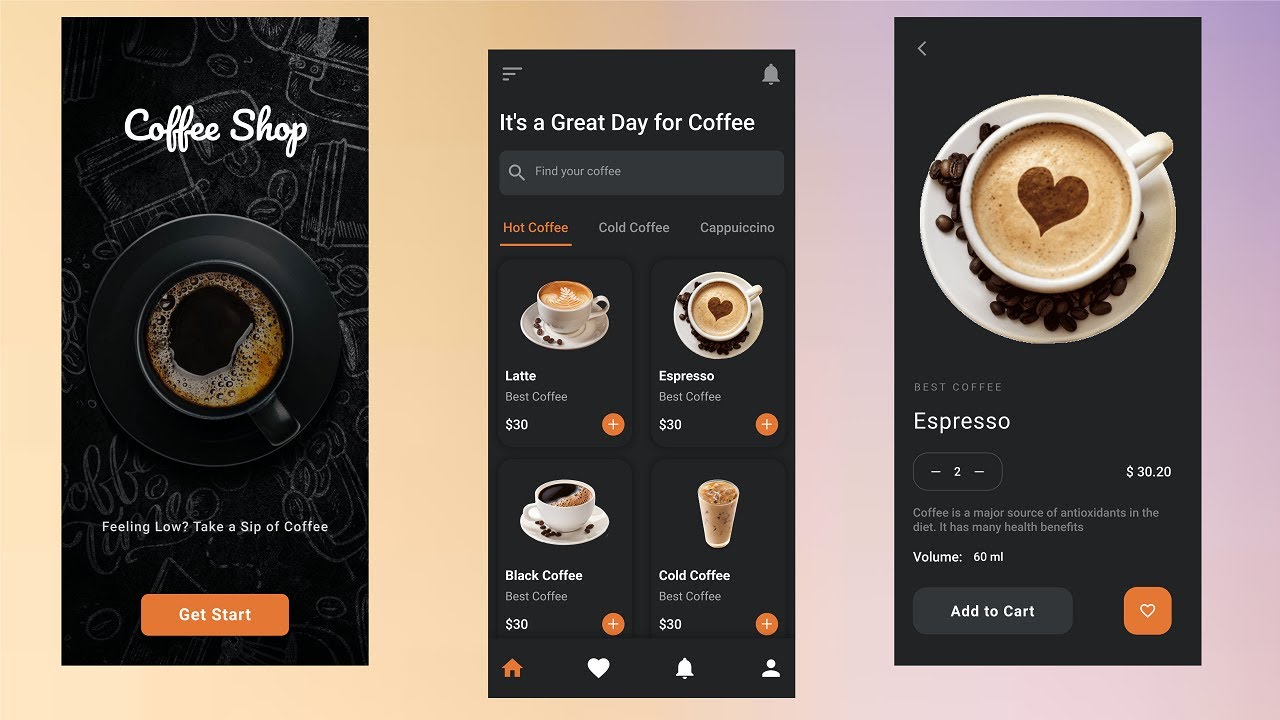 Coffee Shop
Feeling Low? Take a Sip of Coffee
Get Start
It's a Great Day for Coffee
Find your coffee
Hot Coffee Cold Coffee Cappuiccino
Latte
Best Coffee
$30
Espresso
Best Coffee
$30
Black Coffee
Best Coffee
$30
Cold Coffee
Best Coffee
$30
BEST COFFEE
Espresso
2
$ 30.20
Coffee is a major source of antioxidants in the
diet. It has many health benefits
Volume: 60 ml
Add to Cart